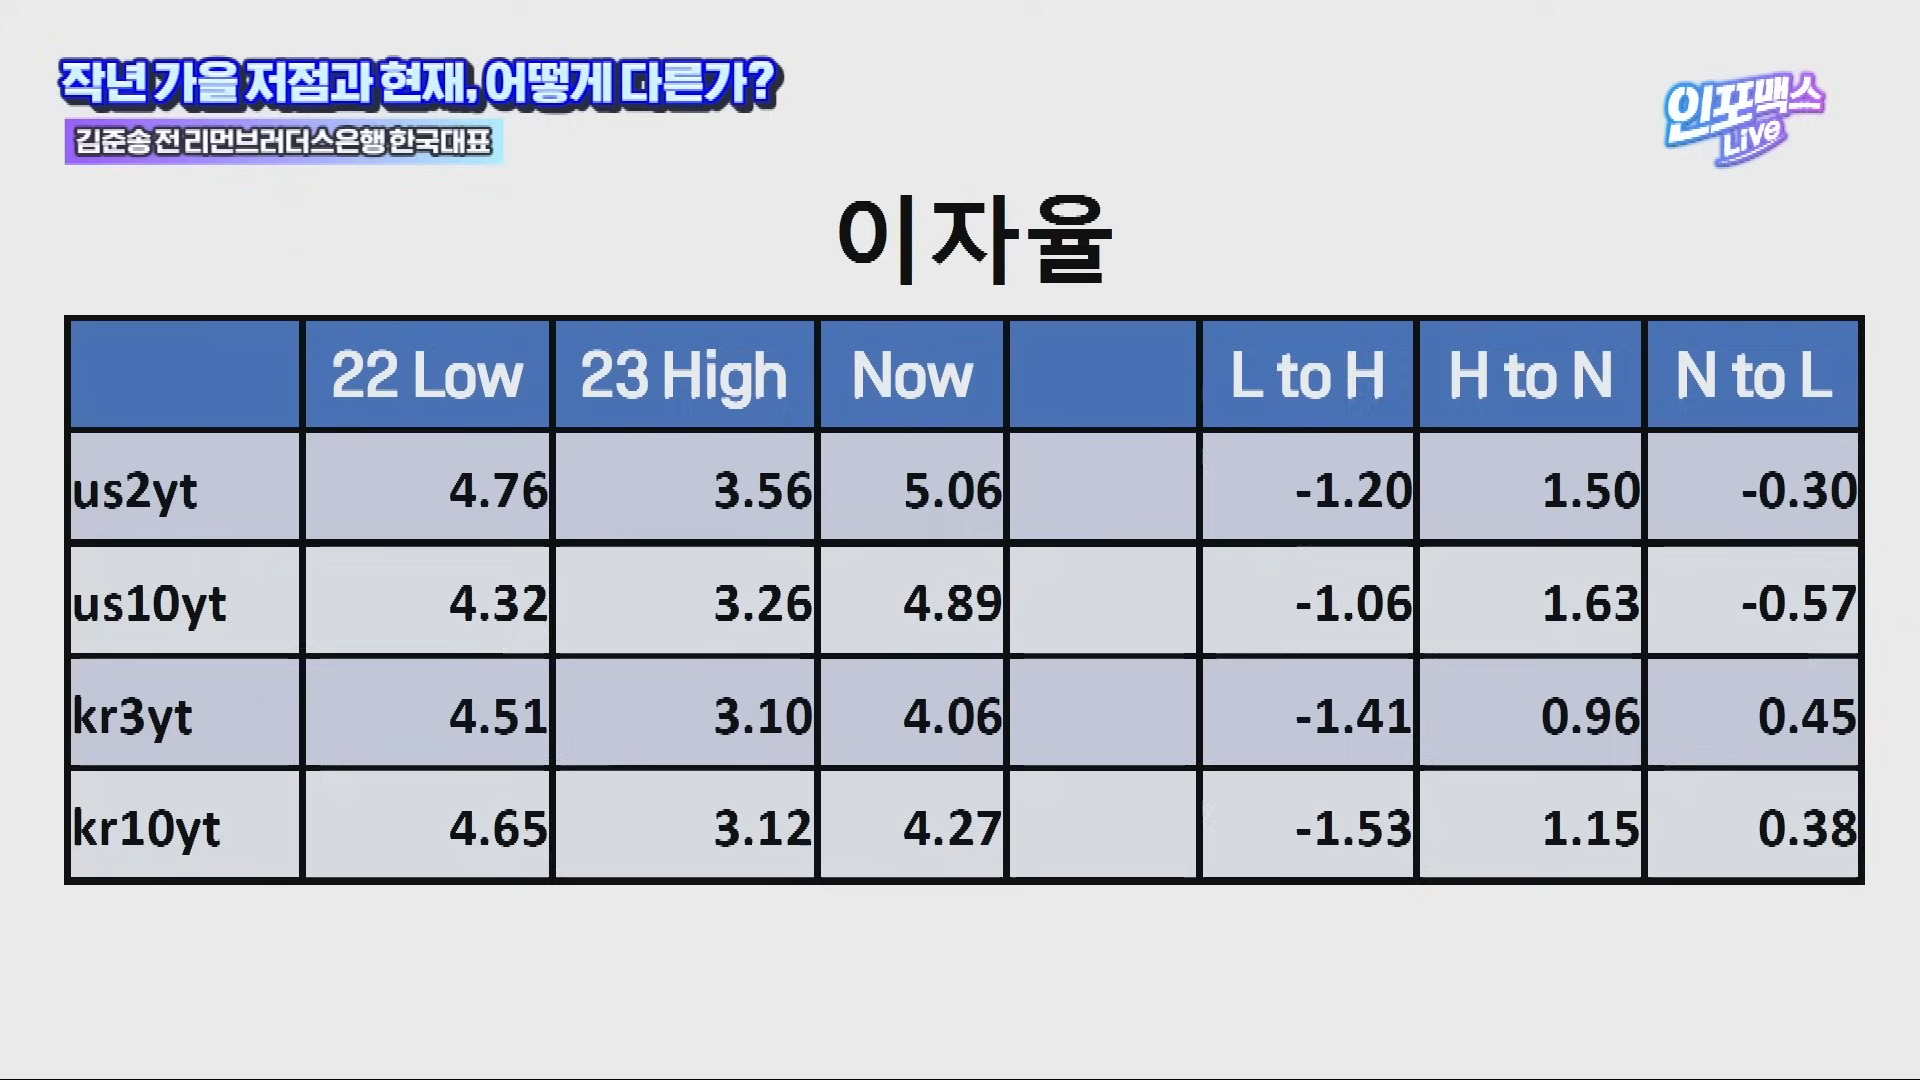 작년 가을 저점과 현재, 어떻게 다른가?
김준송 전 리먼브러더스은행 한국대표
인포맥스
Live
이자율
22 Low 23 High Now L to H H to N N to L
us2yt 4.76 3.56 5.06 -1.20 1.50 -0.30
us10yt 4.32 3.26 4.89 -1.06 1.63 -0.57
kr3yt 4.51 3.10 4.06 -1.41 0.96 0.45
kr10yt 4.65 3.12 4.27 -1.53 1.15 0.38